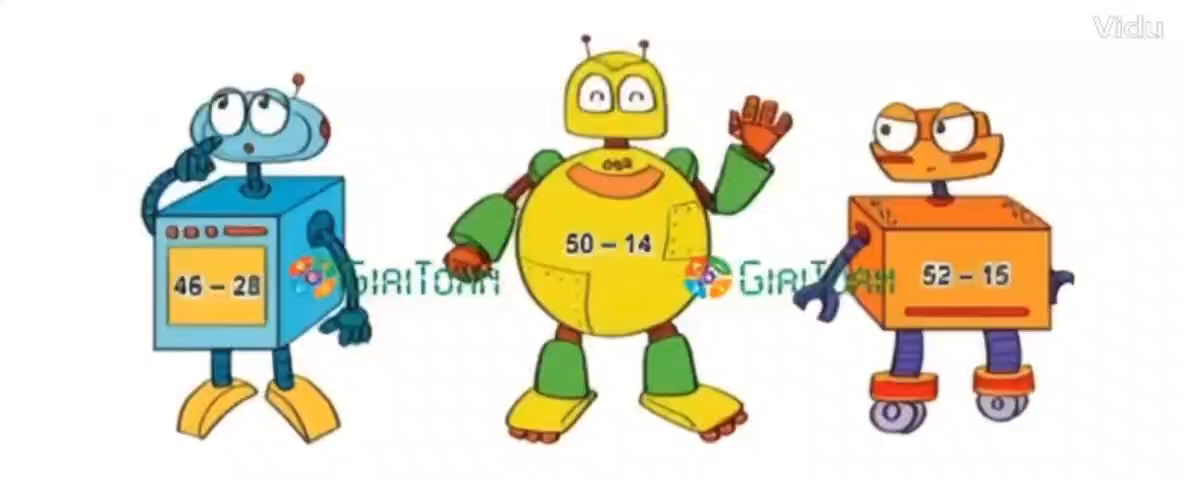 Vidu
46 – 28
50 – 14
52 – 15
GIAITOAN
GIAITOAN